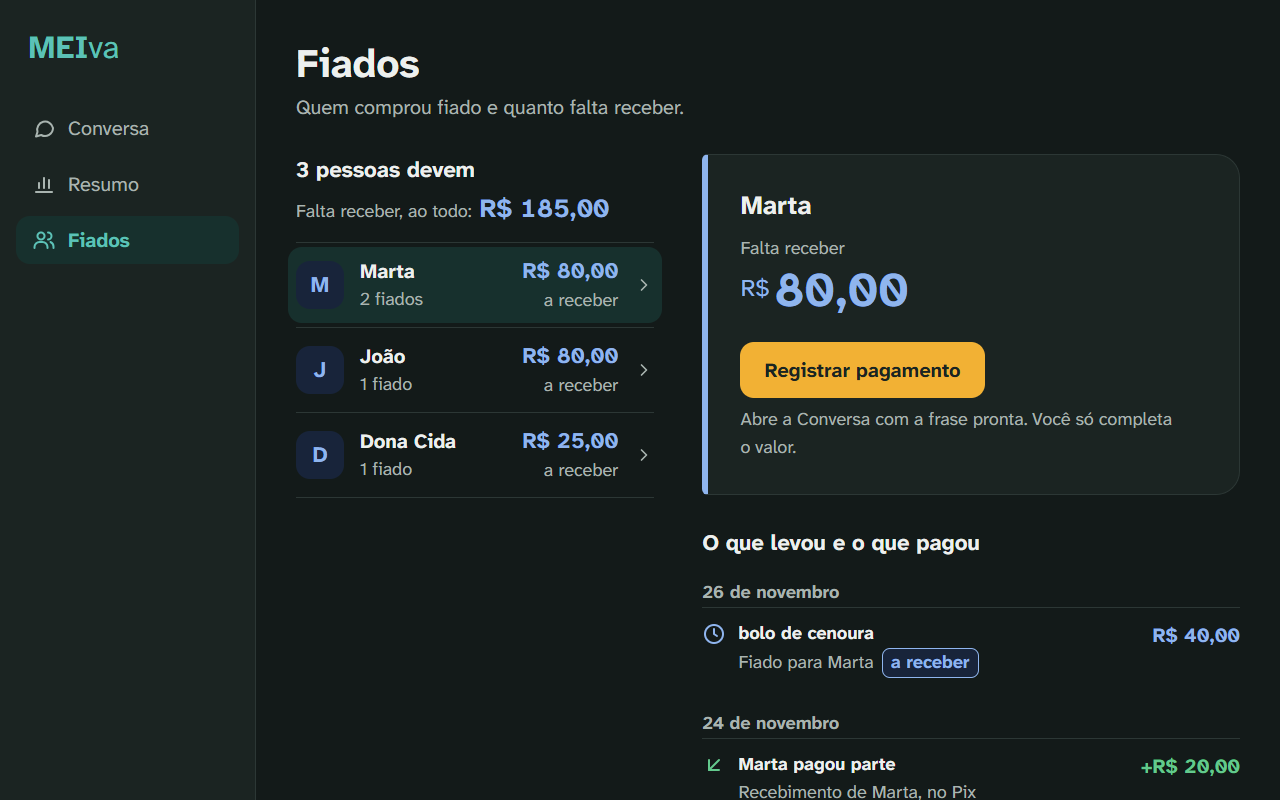 MEIva
Conversa
Resumo
Fiados
Fiados
Quem comprou fiado e quanto falta receber.
3 pessoas devem
Falta receber, ao todo: R$ 185,00
M
Marta
R$ 80,00
2 fiados
a receber
J
João
R$ 80,00
1 fiado
a receber
D
Dona Cida
R$ 25,00
1 fiado
a receber
Marta
Falta receber
R$ 80,00
Registrar pagamento
Abre a Conversa com a frase pronta. Você só completa
o valor.
O que levou e o que pagou
26 de novembro
bolo de cenoura
R$ 40,00
Fiado para Marta a receber
24 de novembro
Marta pagou parte
+R$ 20,00
Recebimento de Marta, no Pix